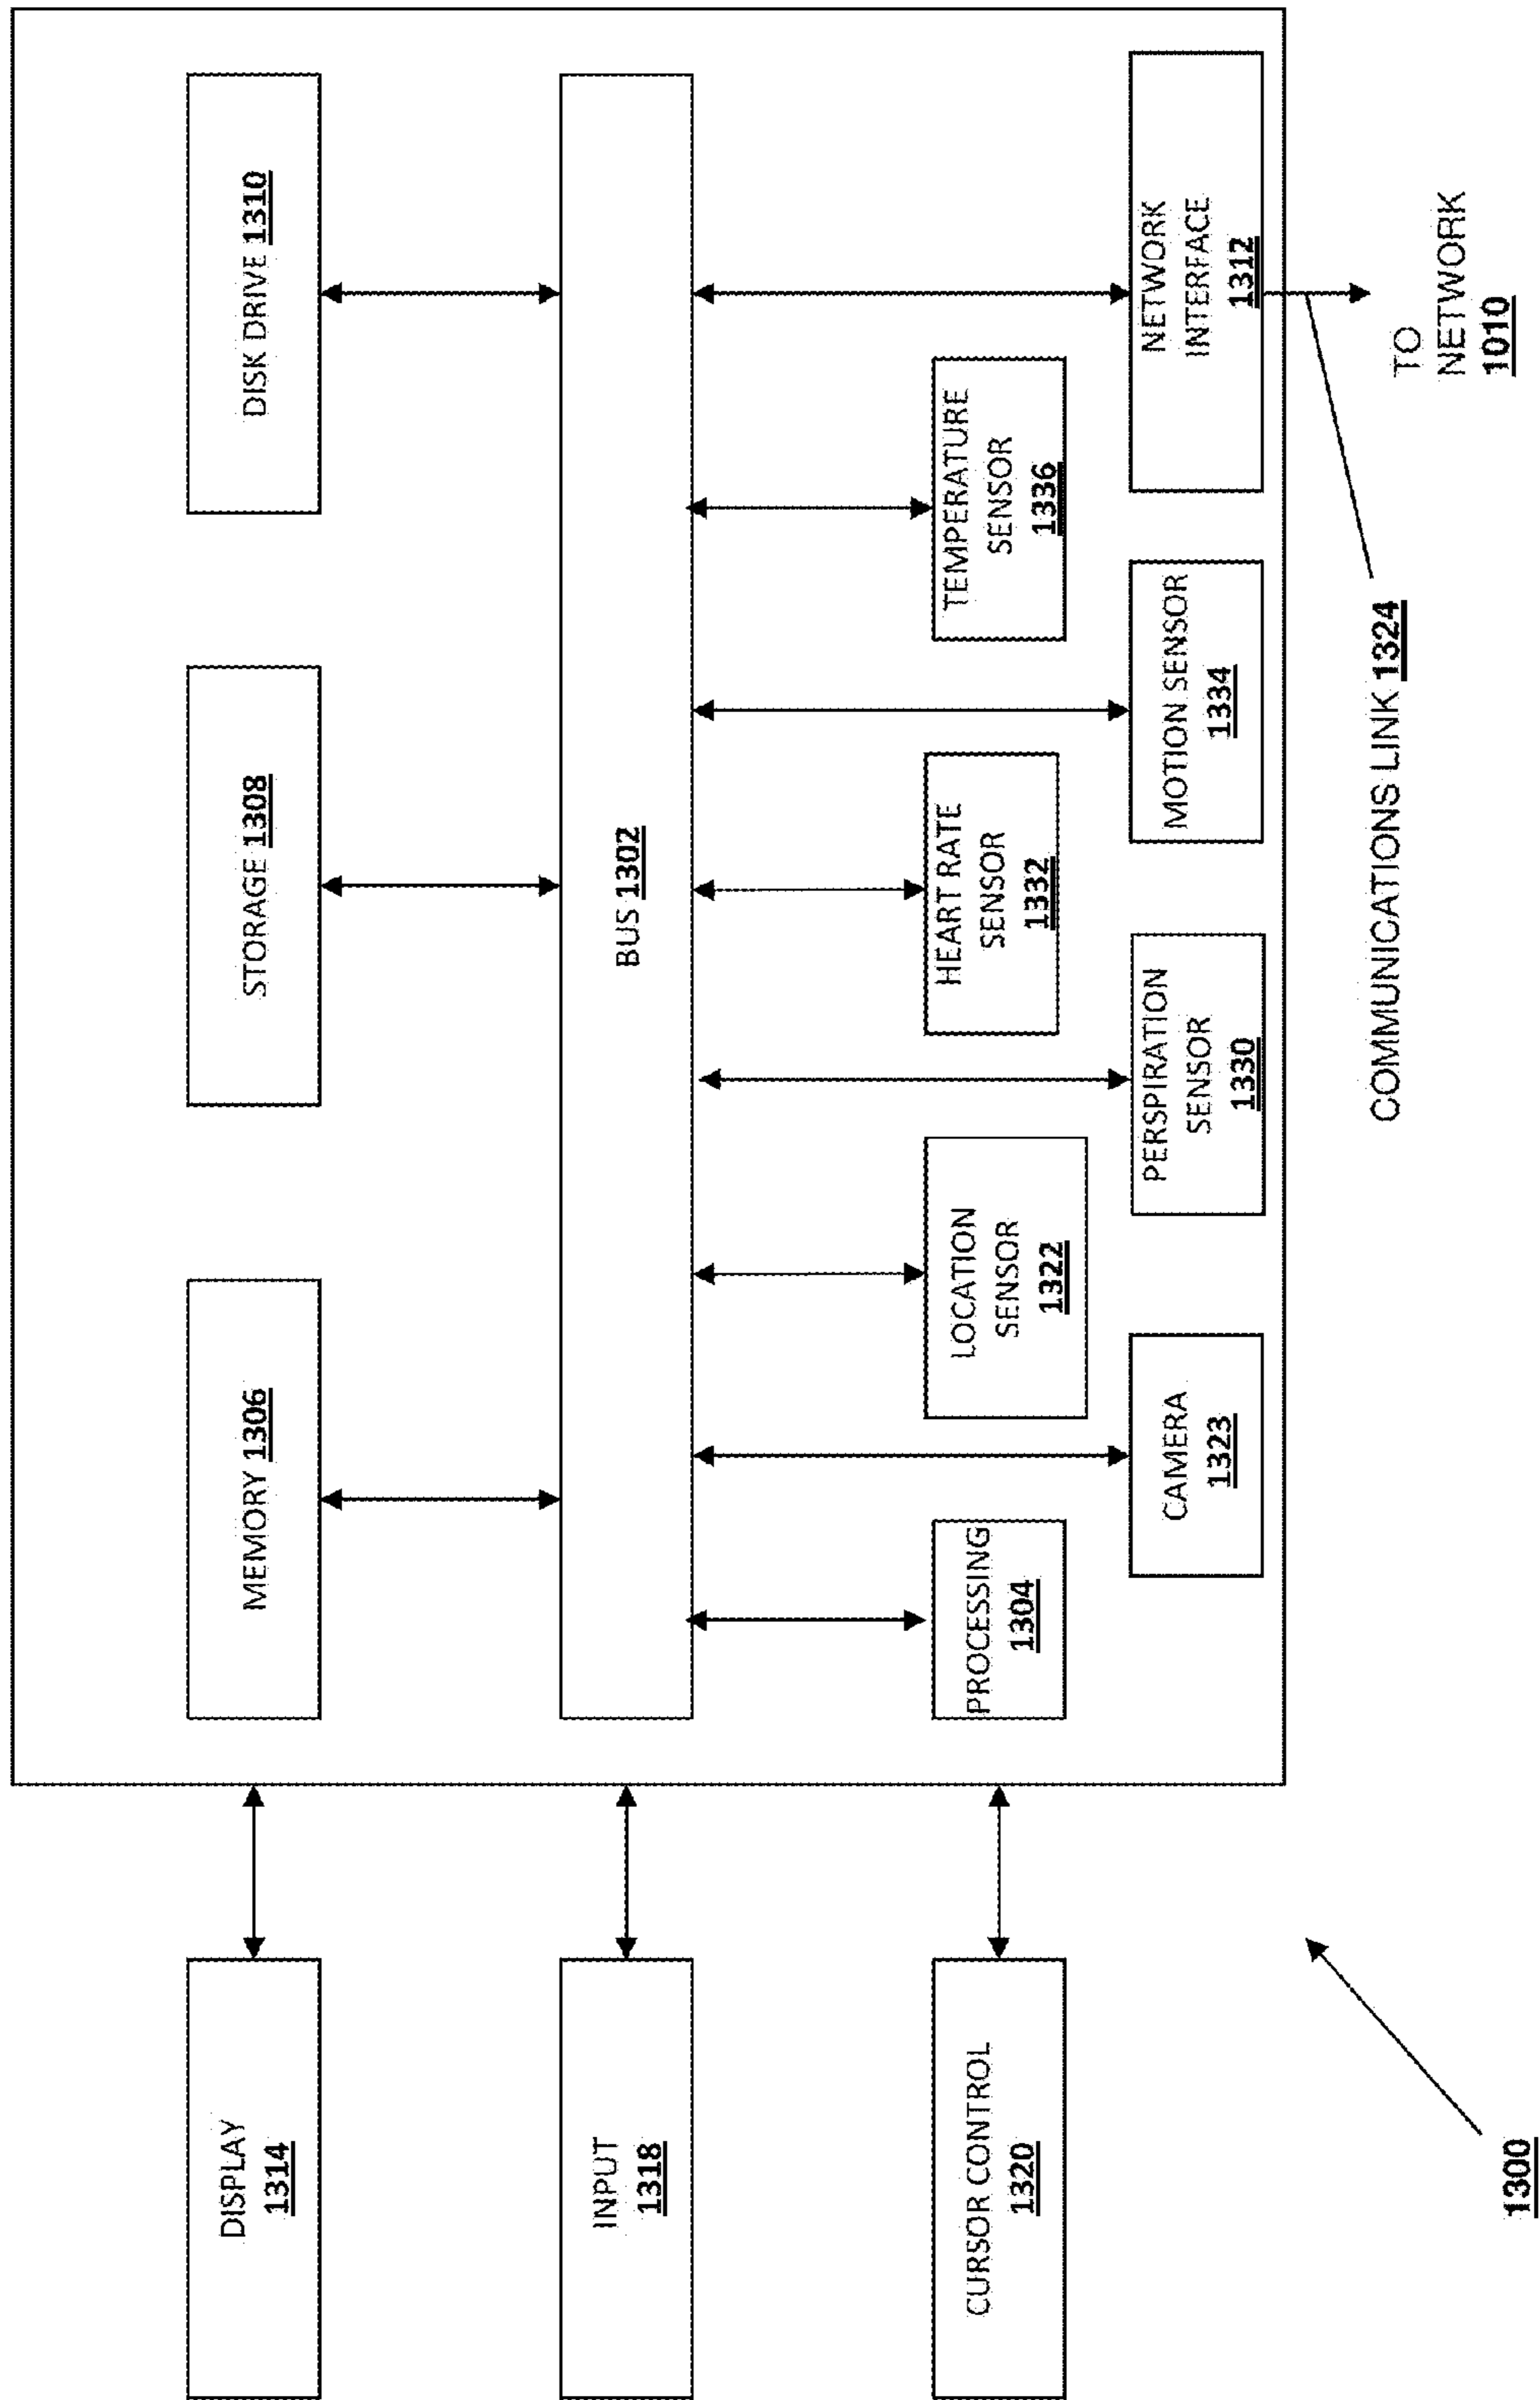 DISPLAY
1314
INPUT
1318
CURSOR CONTROL
1320
MEMORY 1306
STORAGE 1308
DISK DRIVE 1310
BUS 1302
PROCESSING
1304
CAMERA
1323
LOCATION
SENSOR
1322
PERSPIRATION
SENSOR
1330
HEART RATE
SENSOR
1332
MOTION SENSOR
1334
TEMPERATURE
SENSOR
1336
NETWORK
INTERFACE
1312
COMMUNICATIONS LINK 1324
TO
NETWORK
1010
1300